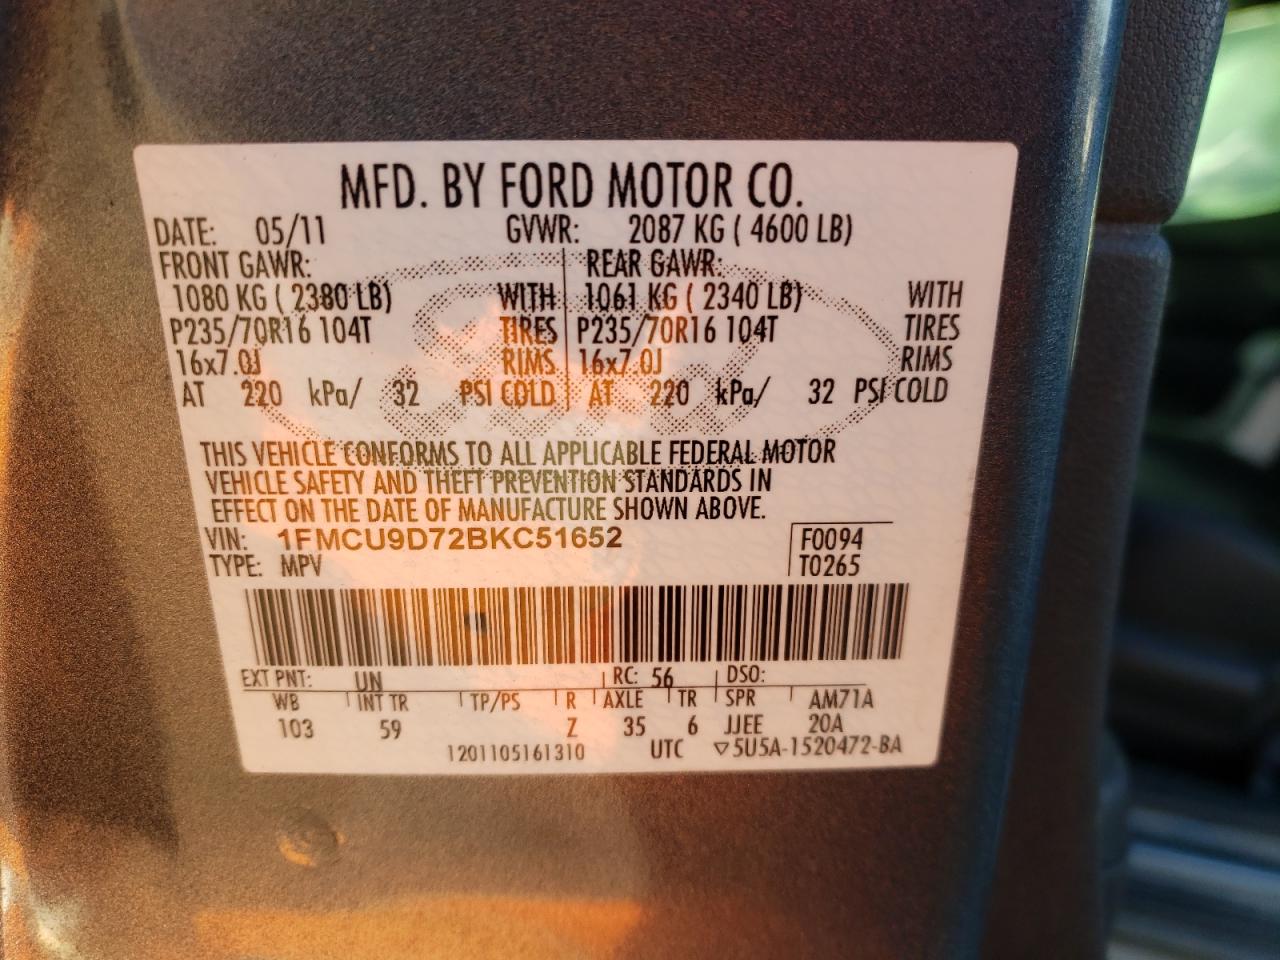 MFD. BY FORD MOTOR CO.
DATE: 05/11 GVWR: 2087 KG ( 4600 LB)
FRONT GAWR: REAR GAWR:
1080 KG ( 2380 LB) WITH 1061 KG ( 2340 LB) WITH
P235/70R16 104T TIRES P235/70R16 104T TIRES
16x7.0J RIMS 16x7.0J RIMS
AT 220 kPa/ 32 PSI COLD AT 220 kPa/ 32 PSI COLD
THIS VEHICLE CONFORMS TO ALL APPLICABLE FEDERAL MOTOR
VEHICLE SAFETY AND THEFT PREVENTION STANDARDS IN
EFFECT ON THE DATE OF MANUFACTURE SHOWN ABOVE.
VIN: 1FMCU9D72BKC51652 F0094
TYPE: MPV T0265
EXT PNT: UN RC: 56 DSO:
WB INT TR TP/PS R AXLE TR SPR AM71A
103 59 Z 35 6 JJEE 20A
1201105161310 UTC ▽5U5A-1520472-BA